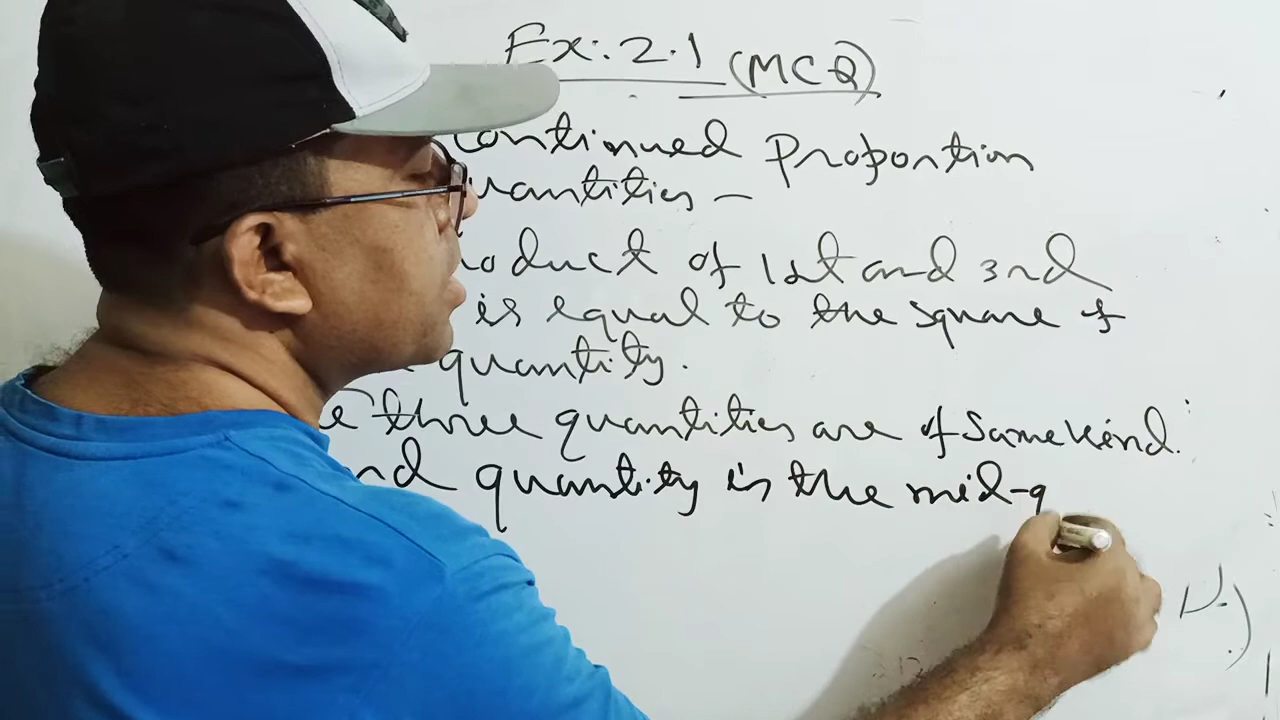 Ex:. 2.1 (MCQ)
continued Proportion
quantities –
oduct of 1st and 3rd
is equal to the square of
quantity.
e three quantities are of same kind.
nd quantity is the mid-q